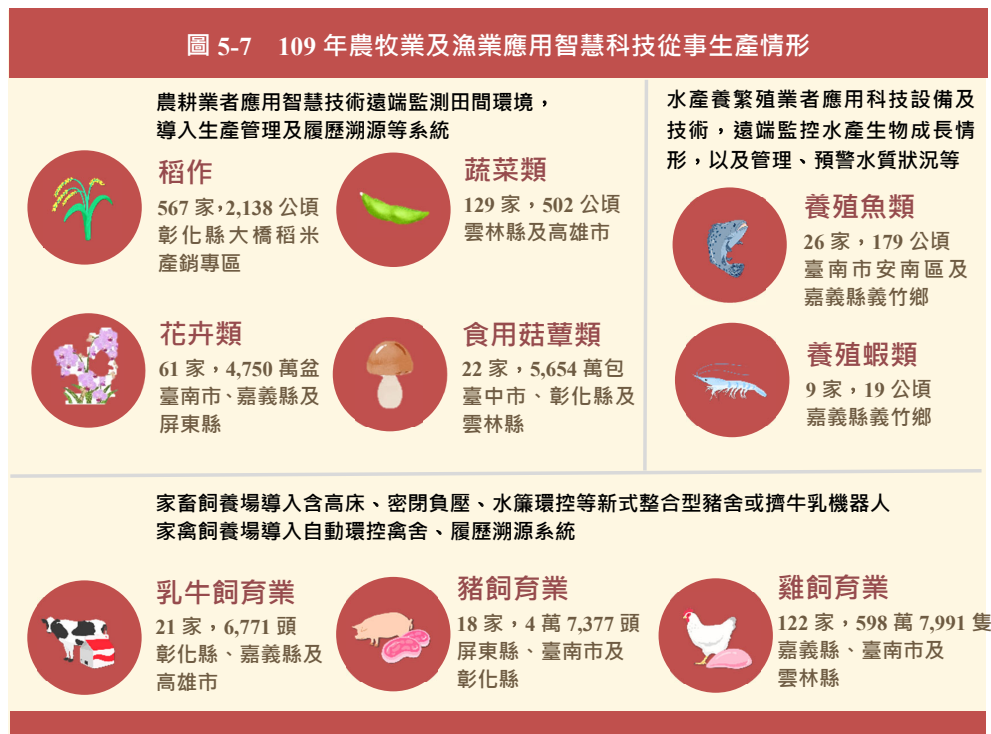 圖 5-7 109 年農牧業及漁業應用智慧科技從事生產情形
農耕業者應用智慧技術遠端監測田間環境，
導入生產管理及履歷溯源等系統
稻作
567 家，2,138 公頃
彰化縣大橋稻米
產銷專區
蔬菜類
129 家，502 公頃
雲林縣及高雄市
花卉類
61 家，4,750 萬盆
臺南市、嘉義縣及
屏東縣
食用菇蕈類
22 家，5,654 萬包
臺中市、彰化縣及
雲林縣
水產養繁殖業者應用科技設備及
技術，遠端監控水產生物成長情
形，以及管理、預警水質狀況等
養殖魚類
26 家，179 公頃
臺南市安南區及
嘉義縣義竹鄉
養殖蝦類
9 家，19 公頃
嘉義縣義竹鄉
家畜飼養場導入含高床、密閉負壓、水簾環控等新式整合型豬舍或擠牛乳機器人
家禽飼養場導入自動環控禽舍、履歷溯源系統
乳牛飼育業
21 家，6,771 頭
彰化縣、嘉義縣及
高雄市
豬飼育業
18 家，4 萬 7,377 頭
屏東縣、臺南市及
彰化縣
雞飼育業
122 家，598 萬 7,991 隻
嘉義縣、臺南市及
雲林縣